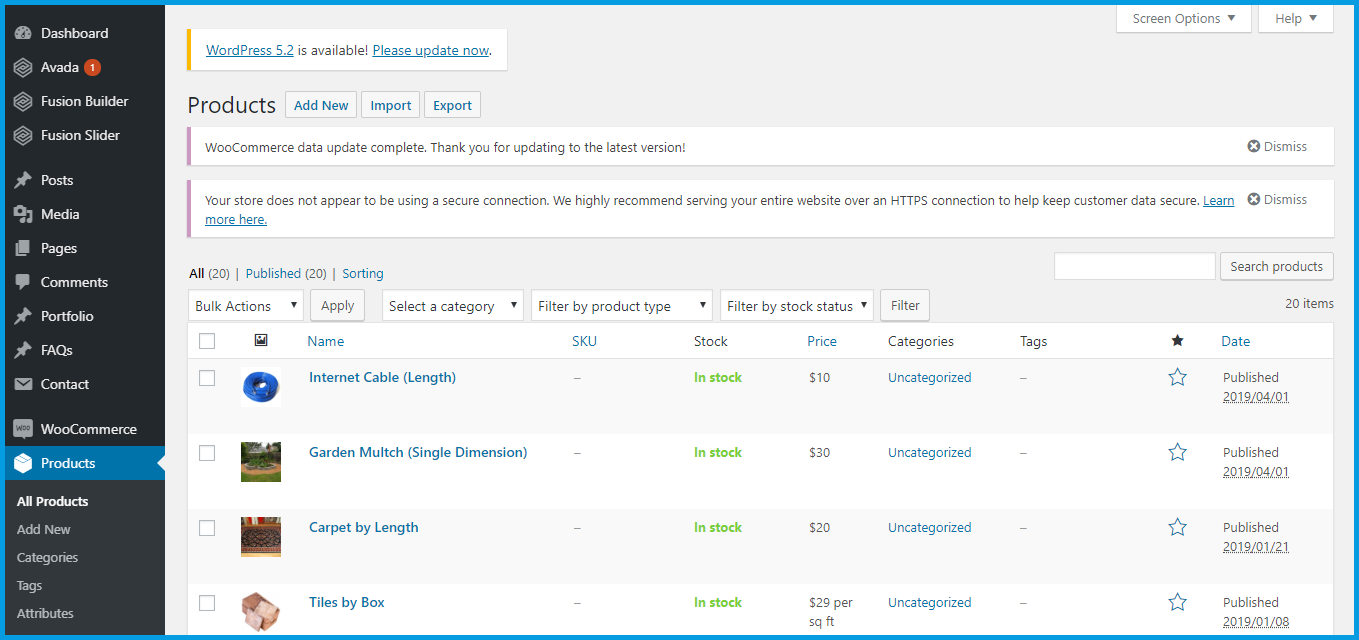 Screen Options ▼ Help ▼
Dashboard
Avada 1
Fusion Builder
Fusion Slider
Posts
Media
Pages
Comments
Portfolio
FAQs
Contact
WOO WooCommerce
Products
All Products
Add New
Categories
Tags
Attributes
WordPress 5.2 is available! Please update now.
Products Add New Import Export
WooCommerce data update complete. Thank you for updating to the latest version! Dismiss
Your store does not appear to be using a secure connection. We highly recommend serving your entire website over an HTTPS connection to help keep customer data secure. Learn Dismiss
more here.
All (20) | Published (20) | Sorting
Search products
Bulk Actions ▼ Apply Select a category ▼ Filter by product type ▼ Filter by stock status ▼ Filter
20 items
Name SKU Stock Price Categories Tags ★ Date
Internet Cable (Length) – In stock $10 Uncategorized – Published
2019/04/01
Garden Multch (Single Dimension) – In stock $30 Uncategorized – Published
2019/04/01
Carpet by Length – In stock $20 Uncategorized – Published
2019/01/21
Tiles by Box – In stock $29 per Uncategorized – Published
sq ft 2019/01/08